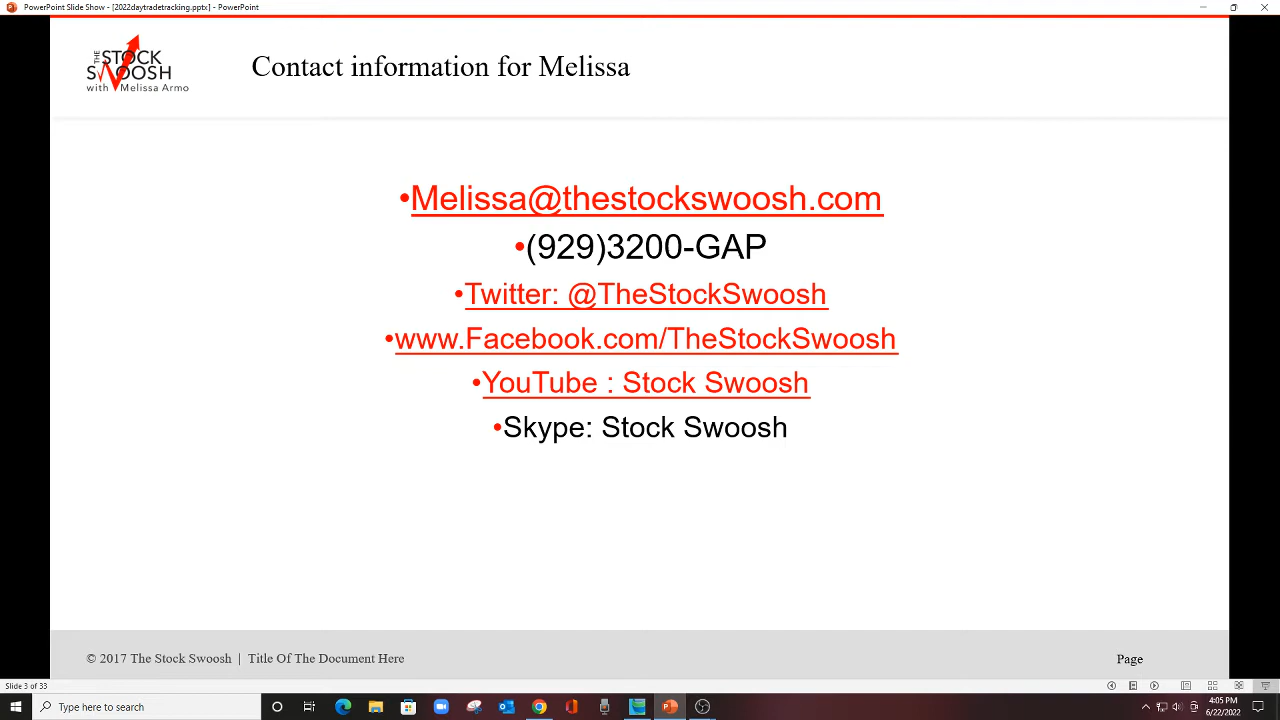 PowerPoint Slide Show - [2022daytradetracking.pptx] - PowerPoint
THE STOCK
SWOOSH
with Melissa Armo
Contact information for Melissa
•Melissa@thestockswoosh.com
•(929)3200-GAP
•Twitter: @TheStockSwoosh
•www.Facebook.com/TheStockSwoosh
•YouTube : Stock Swoosh
•Skype: Stock Swoosh
© 2017 The Stock Swoosh | Title Of The Document Here
Page
Slide 3 of 33
Type here to search
4:05 PM
6/22/2022